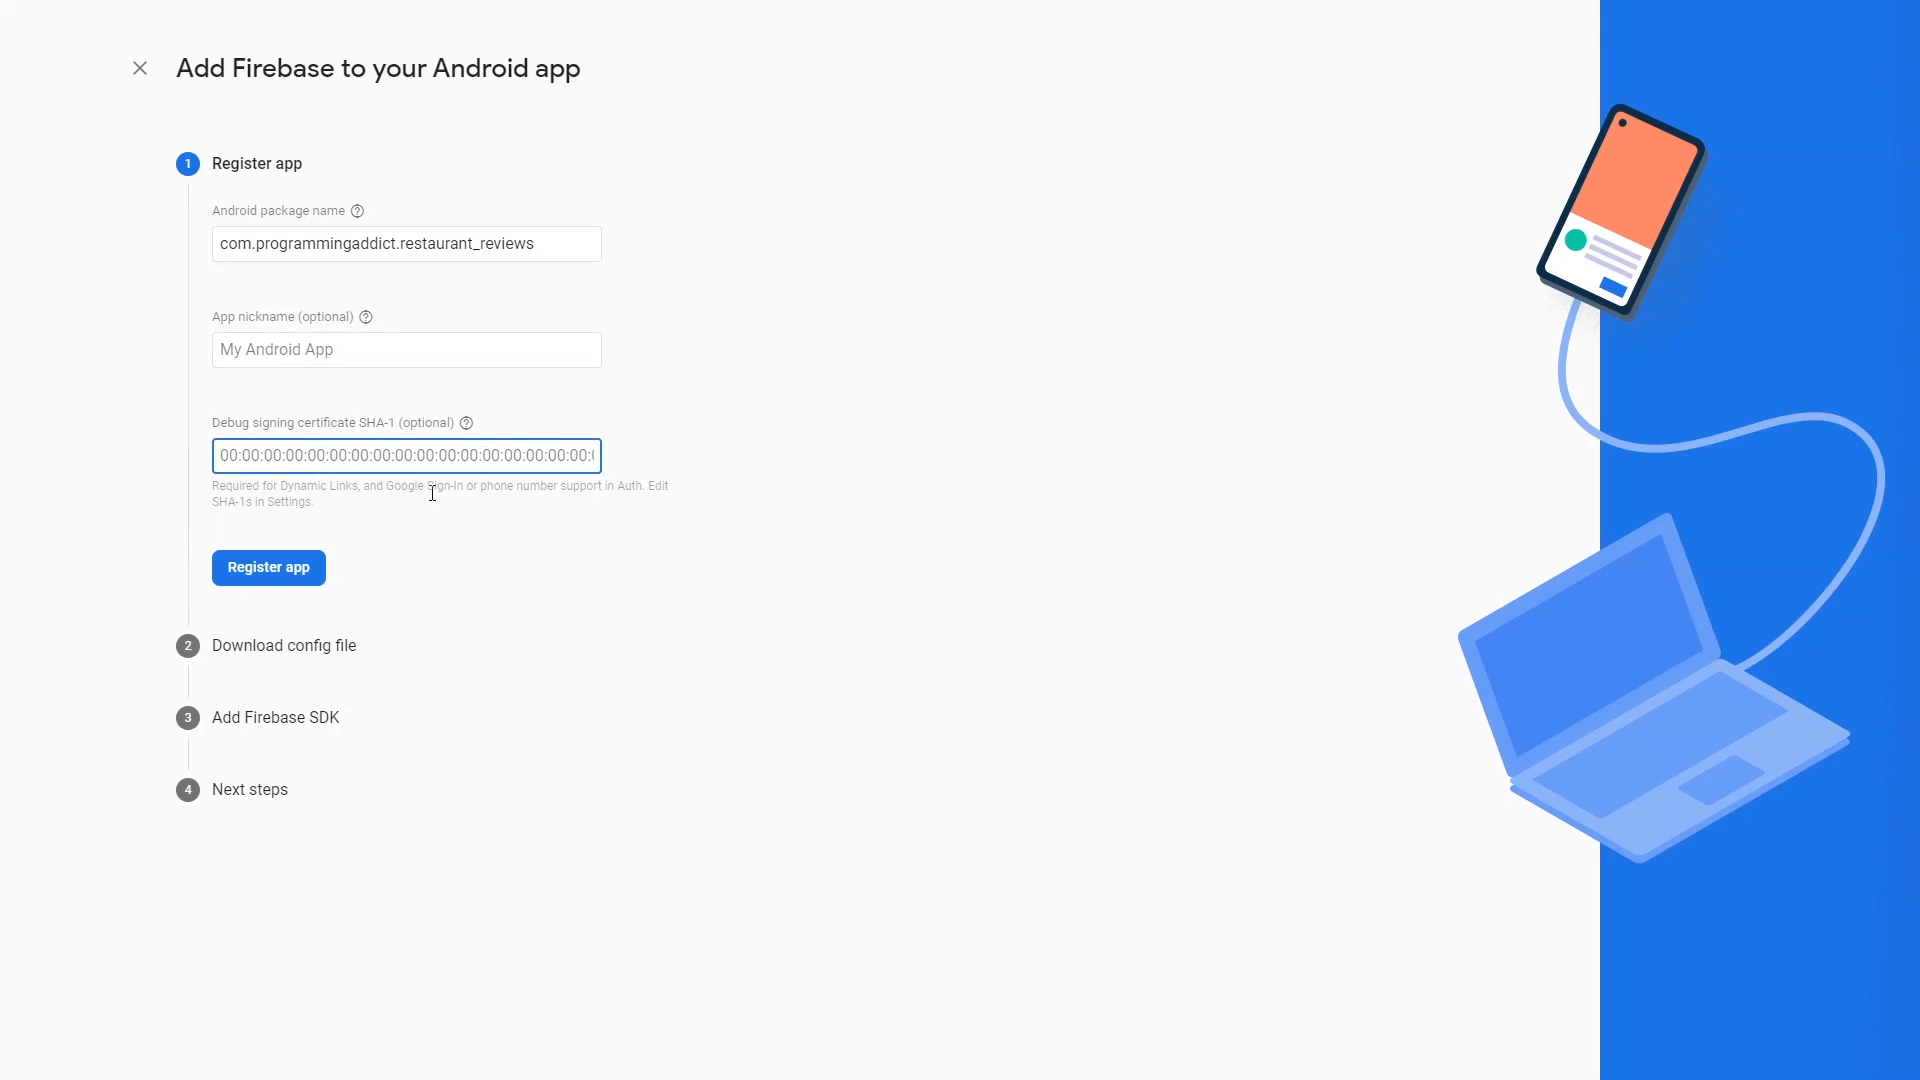 Add Firebase to your Android app
1 Register app
Android package name ?
com.programmingaddict.restaurant_reviews
App nickname (optional) ?
My Android App
Debug signing certificate SHA-1 (optional) ?
00:00:00:00:00:00:00:00:00:00:00:00:00:00:00:00:00:
Required for Dynamic Links, and Google Sign-In or phone number support in Auth. Edit
SHA-1s in Settings.
Register app
2 Download config file
3 Add Firebase SDK
4 Next steps